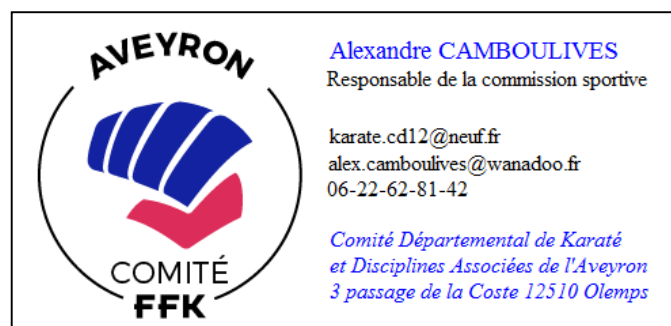 AVEYRON
COMITÉ
FFK
Alexandre CAMBOULIVES
Responsable de la commission sportive
karate.cd12@neuf.fr
alex.camboulives@wanadoo.fr
06-22-62-81-42
Comité Départemental de Karaté
et Disciplines Associées de l'Aveyron
3 passage de la Coste 12510 Olemps